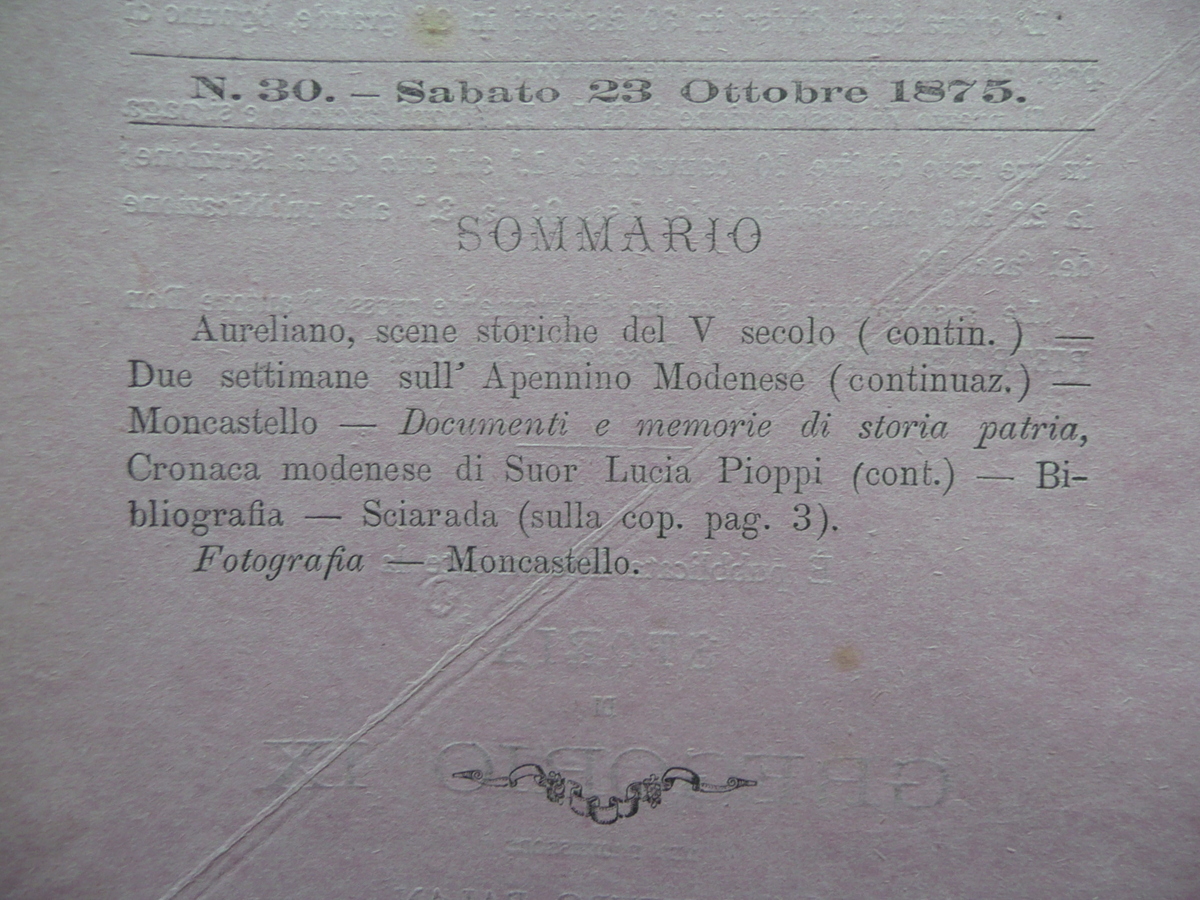 N. 30. — Sabato 23 Ottobre 1875.
SOMMARIO
Aureliano, scene storiche del V secolo ( contin. ) —
Due settimane sull' Apennino Modenese (continuaz.) —
Moncastello — Documenti e memorie di storia patria,
Cronaca modenese di Suor Lucia Pioppi (cont.) — Bi-
bliografia — Sciarada (sulla cop. pag. 3).
Fotografia — Moncastello.